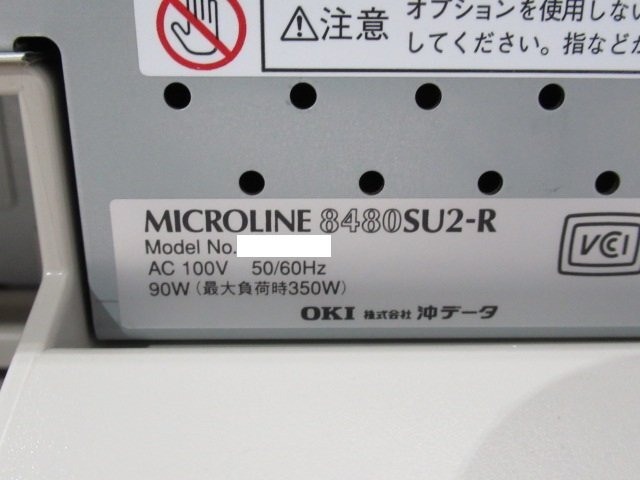 ⚠注意
オプションを使用しない
してください。指などが
MICROLINE 8480SU2-R
Model No.
AC 100V 50/60Hz
90W（最大負荷時350W）
OKI 株式会社 沖データ
VCCI